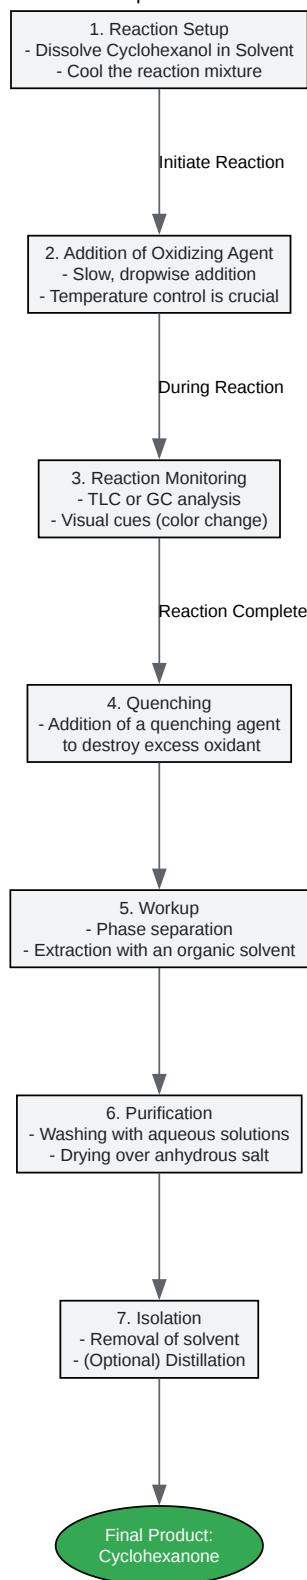 1. Reaction Setup
- Dissolve Cyclohexanol in Solvent
- Cool the reaction mixture
Initiate Reaction
2. Addition of Oxidizing Agent
- Slow, dropwise addition
- Temperature control is crucial
During Reaction
3. Reaction Monitoring
- TLC or GC analysis
- Visual cues (color change)
Reaction Complete
4. Quenching
- Addition of a quenching agent
to destroy excess oxidant
5. Workup
- Phase separation
- Extraction with an organic solvent
6. Purification
- Washing with aqueous solutions
- Drying over anhydrous salt
7. Isolation
- Removal of solvent
- (Optional) Distillation
Final Product:
Cyclohexanone